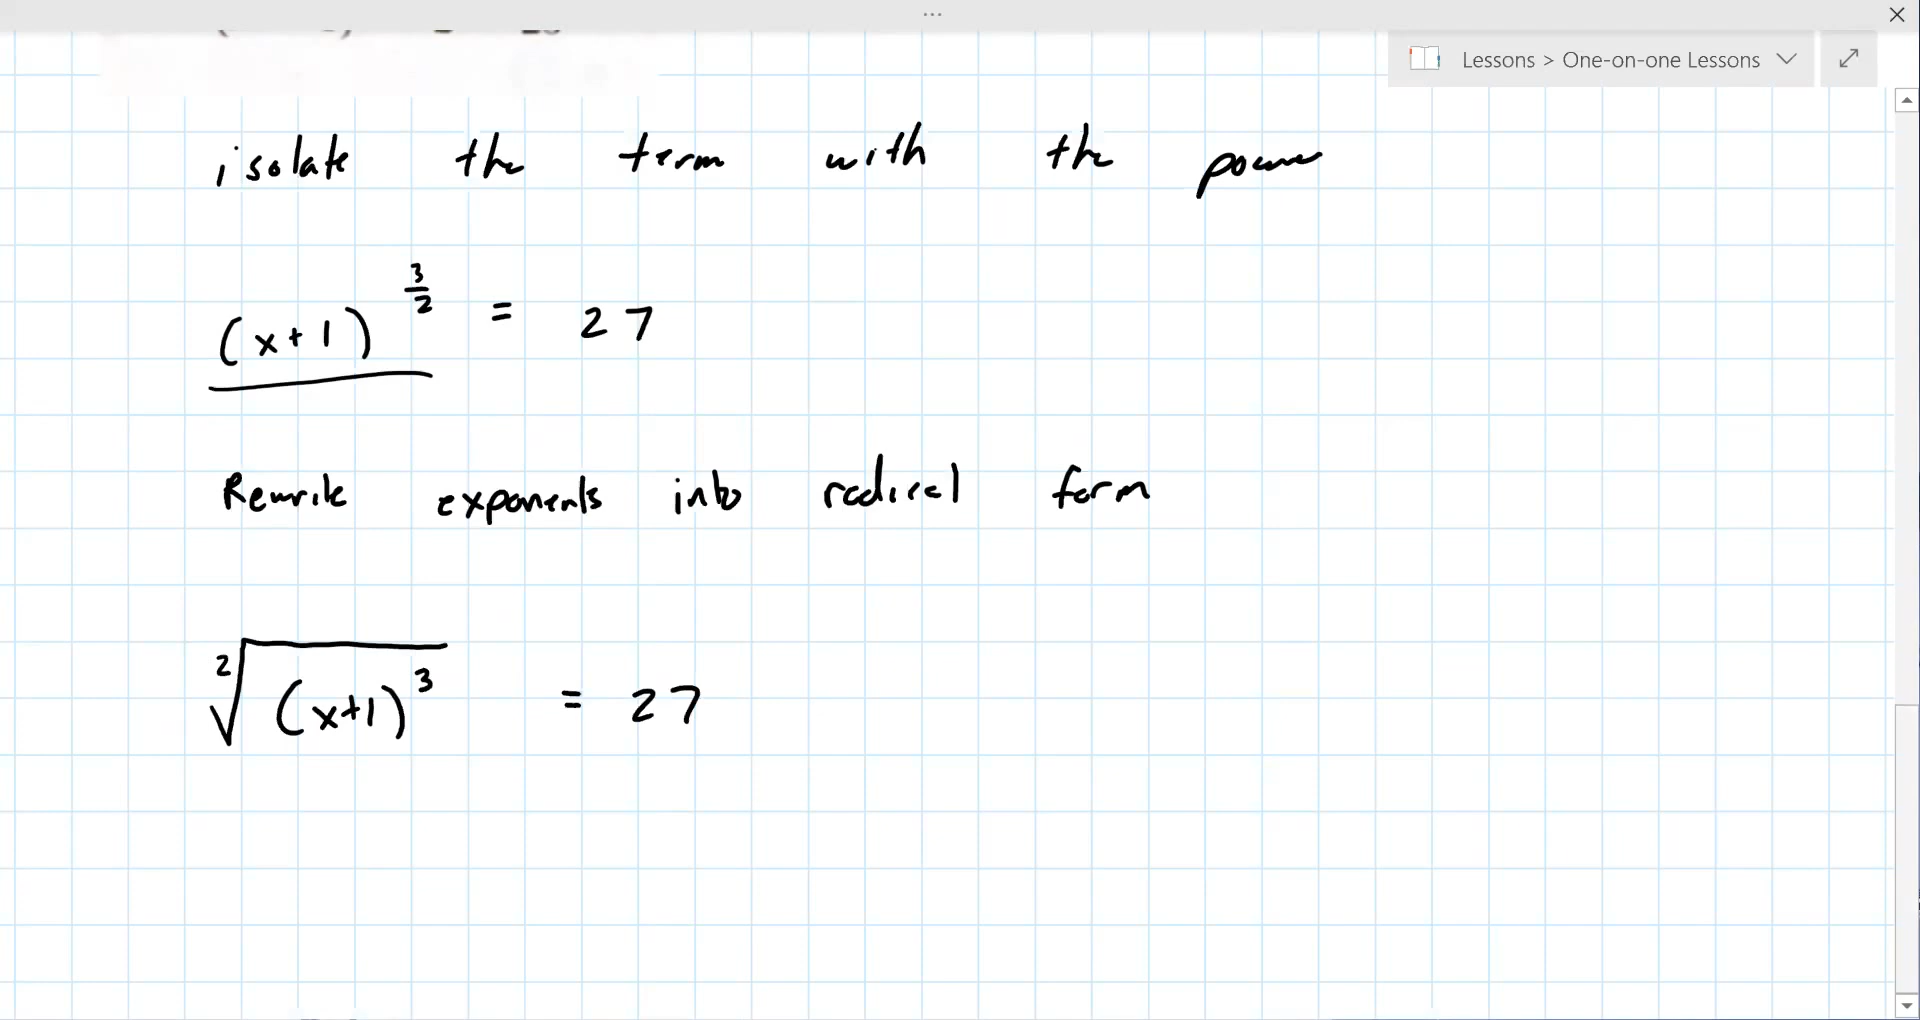 ...
Lessons > One-on-one Lessons
isolate the term with the power
(x+1)^{3/2} = 27
Rewrite exponents into radical form
\sqrt[2]{(x+1)^3} = 27